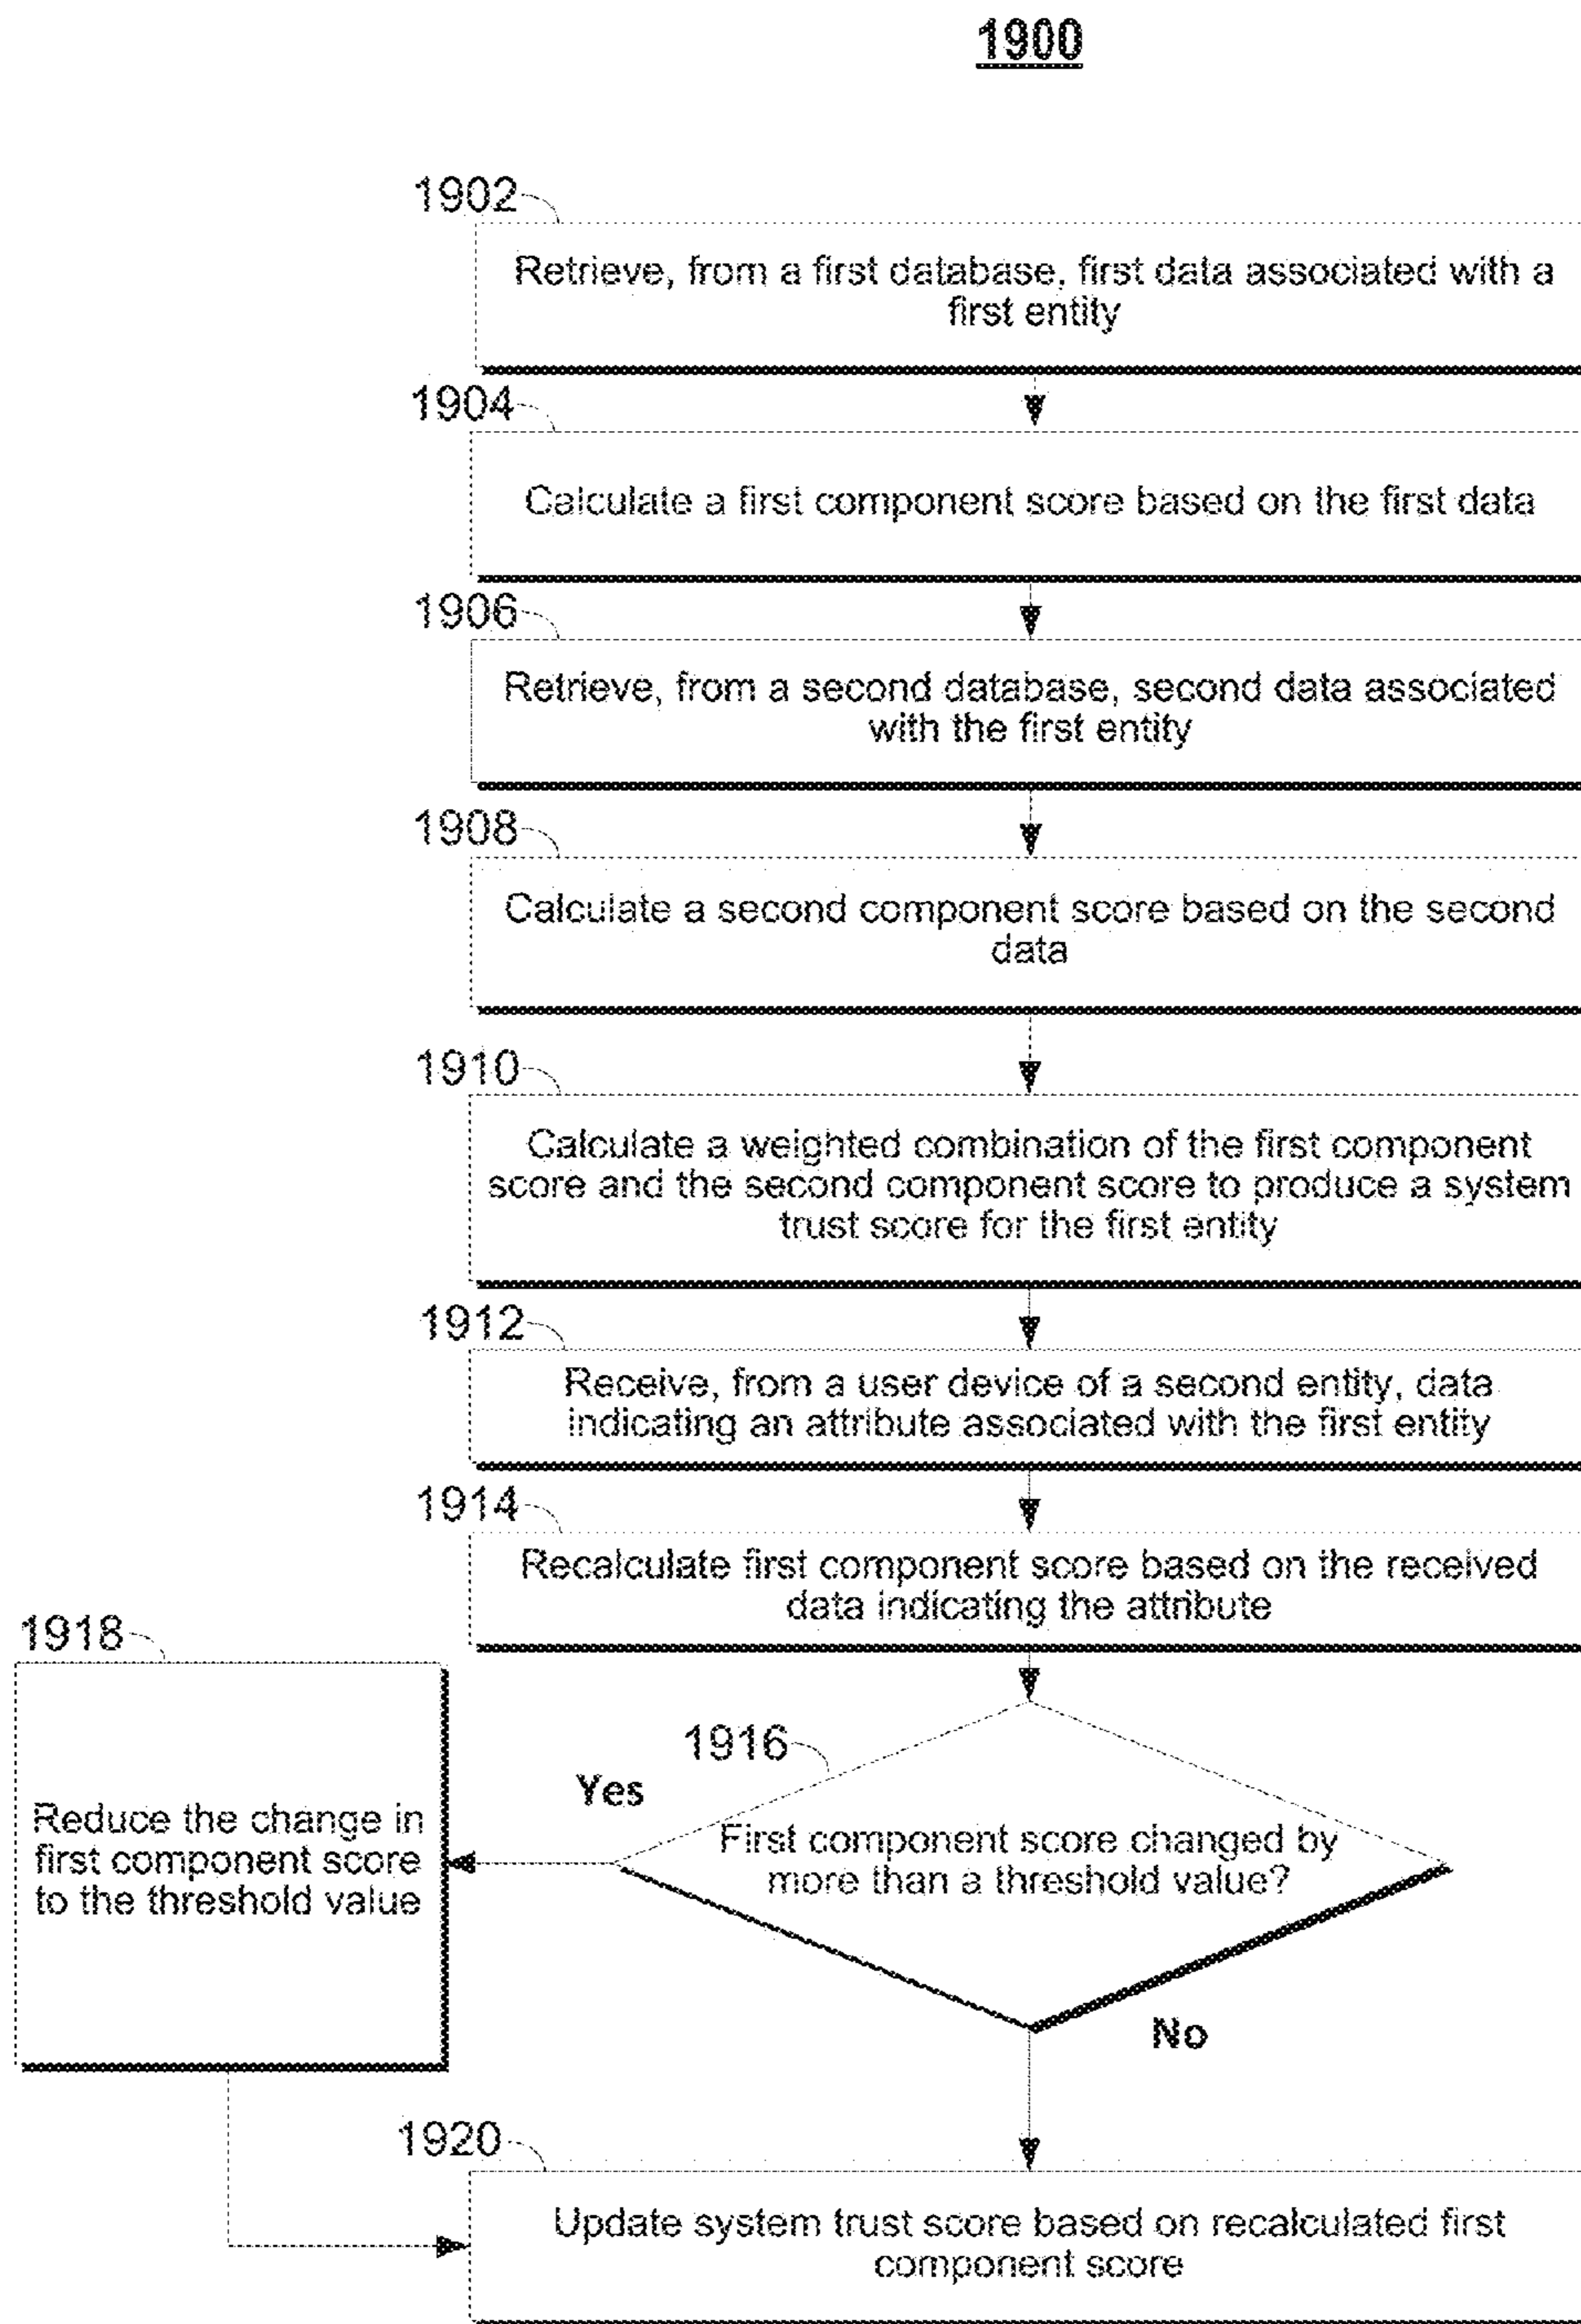 1900
1902
Retrieve, from a first database, first data associated with a
first entity
1904
Calculate a first component score based on the first data
1906
Retrieve, from a second database, second data associated
with the first entity
1908
Calculate a second component score based on the second
data
1910
Calculate a weighted combination of the first component
score and the second component score to produce a system
trust score for the first entity
1912
Receive, from a user device of a second entity, data
indicating an attribute associated with the first entity
1914
Recalculate first component score based on the received
data indicating the attribute
1916
First component score changed by
more than a threshold value?
Yes
1918
Reduce the change in
first component score
to the threshold value
No
1920
Update system trust score based on recalculated first
component score